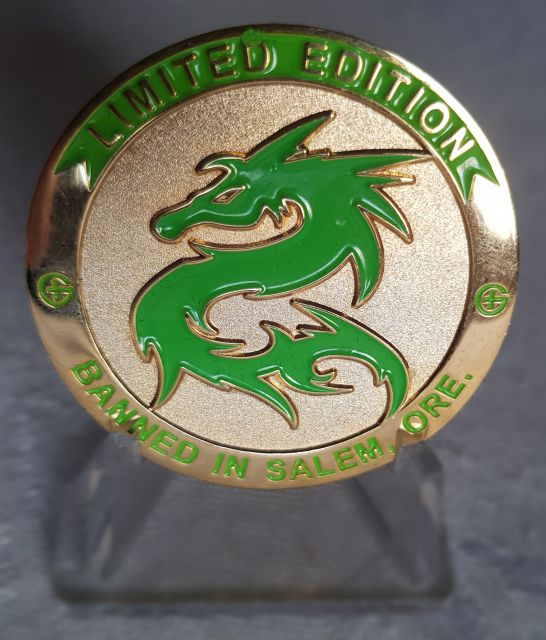 LIMITED EDITION
BANNED IN SALEM, ORE.